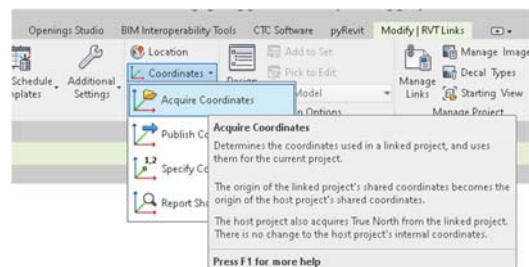 Openings Studio BIM Interoperability Tools CTC Software pyRevit Modify | RVT Links
Location Add to Set Manage Image
Coordinates Pick to Edit Decal Types
Schedule Additional Settings Model Manage Links Starting View
Options Manage Project
Acquire Coordinates
Publish
Specify
Report
Acquire Coordinates
Determines the coordinates used in a linked project, and uses
them for the current project.
The origin of the linked project's shared coordinates becomes the
origin of the host project's shared coordinates.
The host project also acquires True North from the linked project.
There is no change to the host project's internal coordinates.
Press F1 for more help